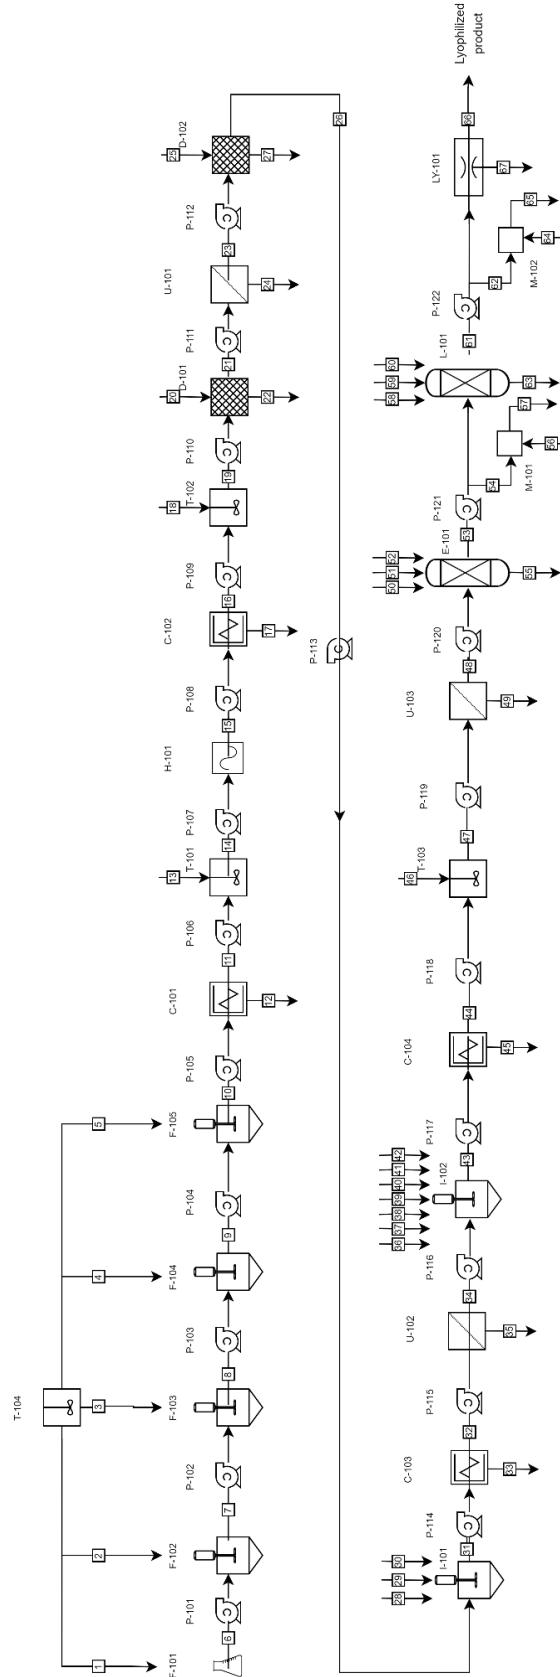 T-104
1
2
3
4
5
F-101
P-101
F-102
P-102
F-103
P-103
F-104
P-104
F-105
P-105
C-101
P-106
13
T-101
P-107
H-101
P-108
C-102
P-109
18
T-102
P-110
20
D-101
P-111
U-101
P-112
25
D-102
C
C
C
C
C
C
C
C
C
C
C
C
6
7
8
9
10
11
14
15
16
19
21
23
12
17
22
24
27
26
P-113
C
28
29
30
36
37
38
39
40
41
42
46
50
51
52
58
59
60
I-101
P-114
C-103
P-115
U-102
P-116
I-102
P-117
C-104
P-118
T-103
P-119
U-103
P-120
E-101
P-121
L-101
P-122
LY-101
Lyophilized
product
C
C
C
C
C
C
C
C
C
31
32
34
43
44
47
48
53
61
66
33
35
45
49
55
54
57
56
M-101
63
62
65
64
M-102
67